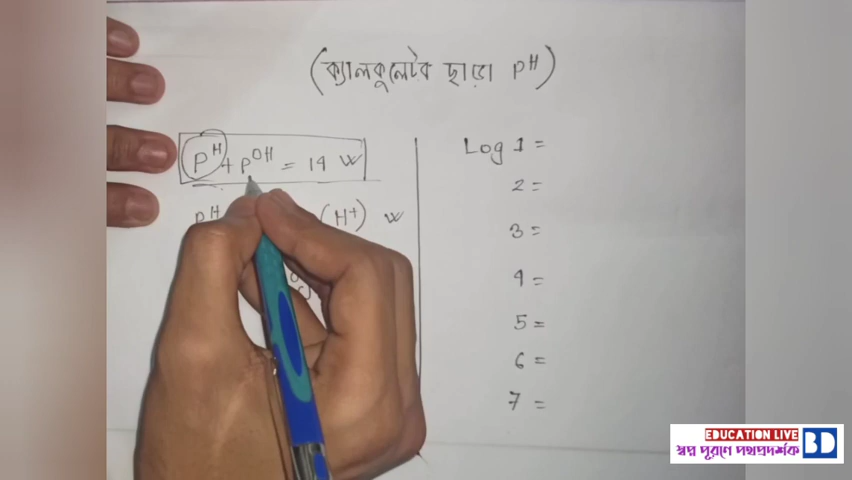 (ক্যালকুলেটর ছাড়া pH)
pH + pOH = 14 W
pH (H+) W
Log 1 =
2 =
3 =
4 =
5 =
6 =
7 =
EDUCATION LIVE BD
স্বপ্ন পূরণে পথপ্রদর্শক